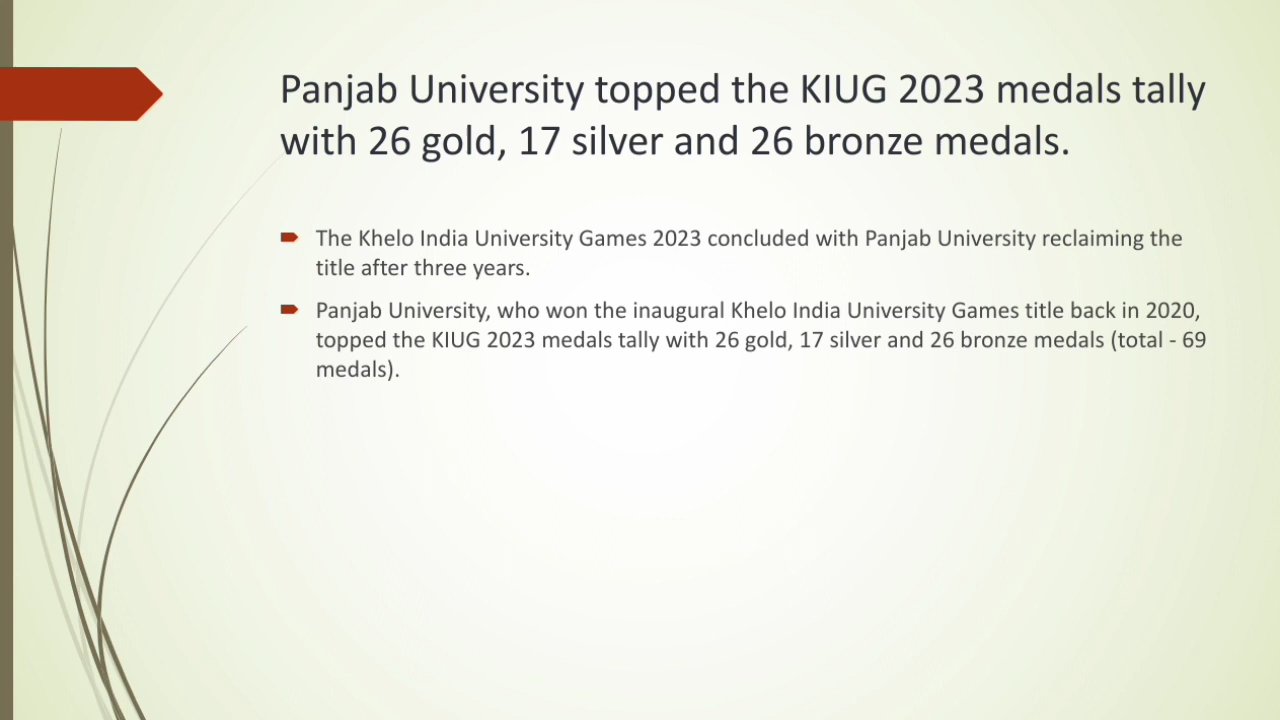 Panjab University topped the KIUG 2023 medals tally
with 26 gold, 17 silver and 26 bronze medals.
The Khelo India University Games 2023 concluded with Panjab University reclaiming the
title after three years.
Panjab University, who won the inaugural Khelo India University Games title back in 2020,
topped the KIUG 2023 medals tally with 26 gold, 17 silver and 26 bronze medals (total - 69
medals).